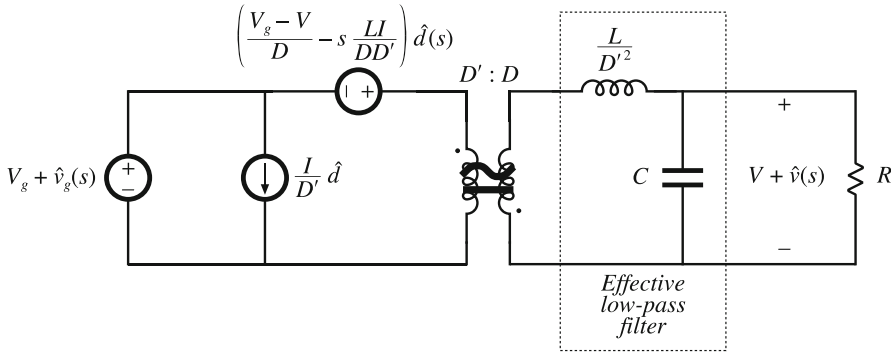 ( (V_g − V)/D − s LI/(DD′) ) d̂(s)
L/D′²
D′ : D
+
V_g + v̂_g(s)
+
−
I/D′ d̂
− +
C
V + v̂(s)
R
−
Effective
low-pass
filter